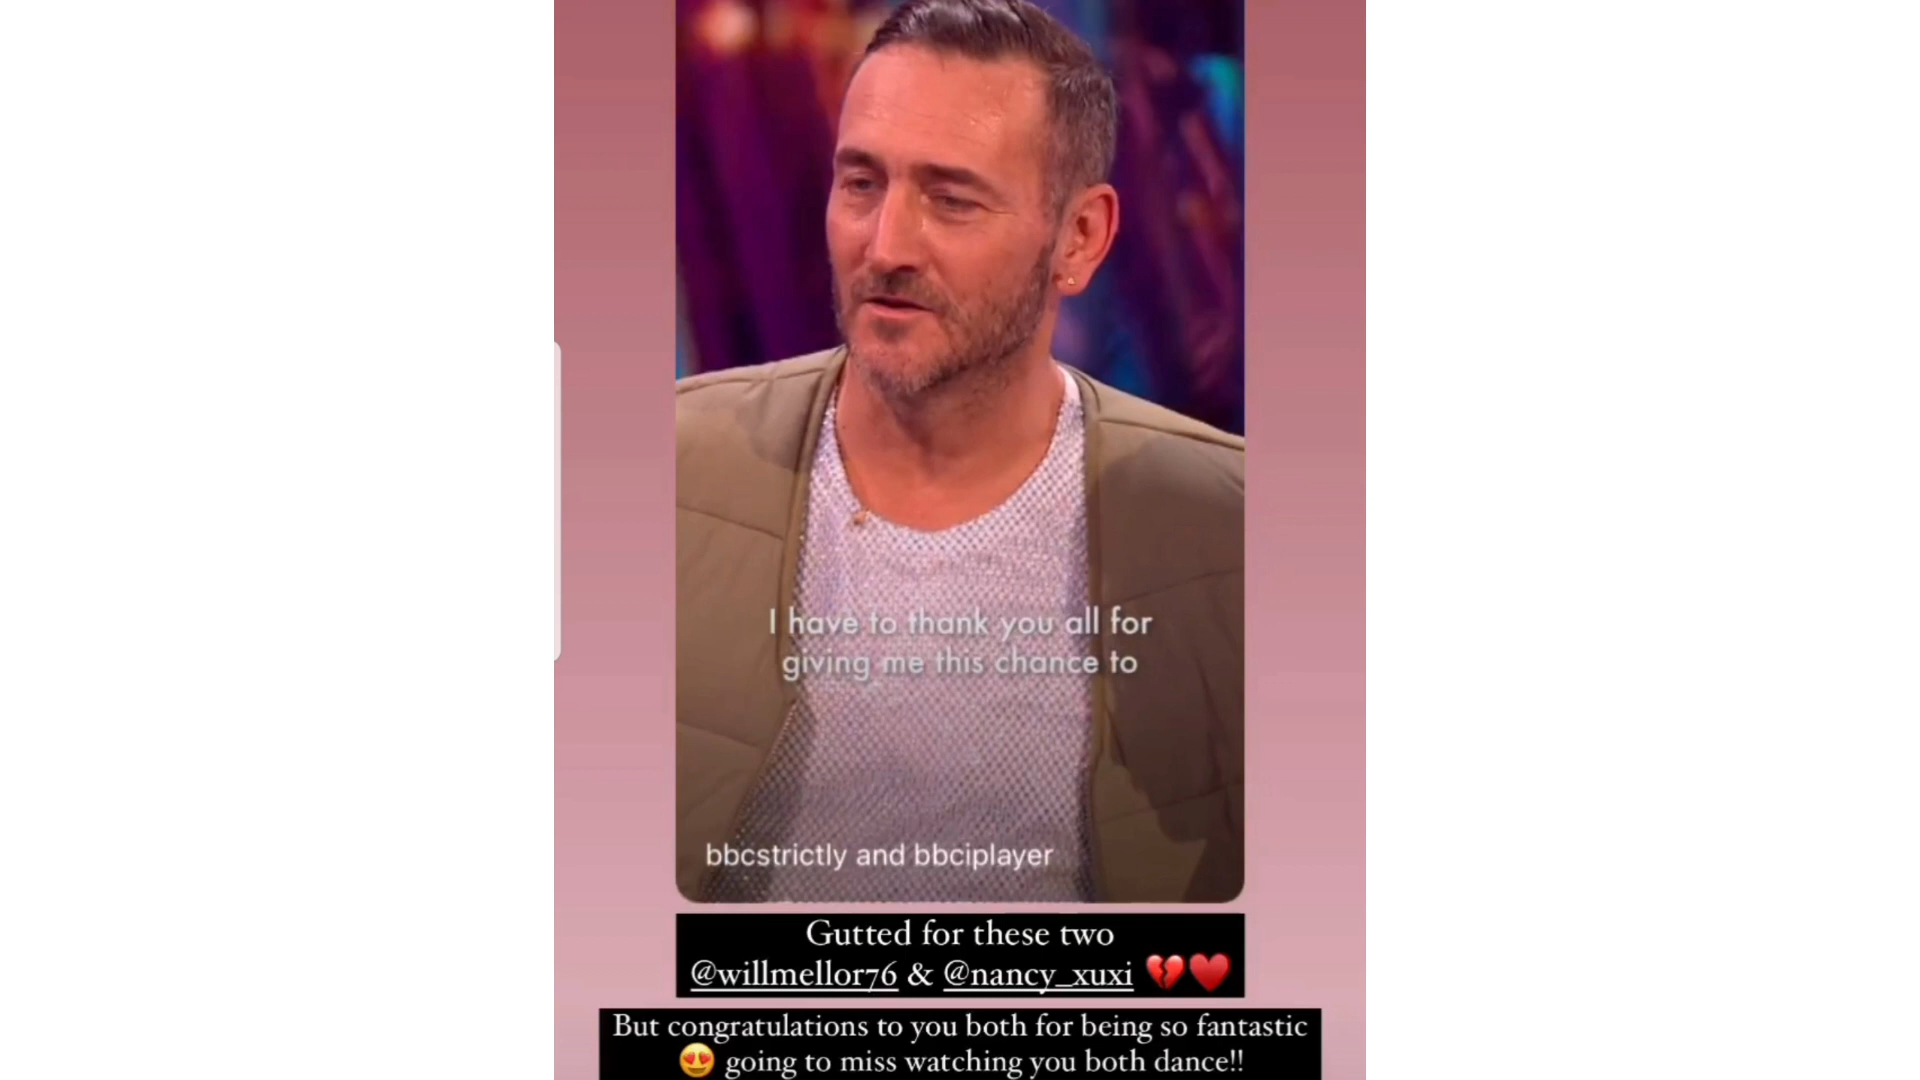 I have to thank you all for
giving me this chance to
bbcstrictly and bbciplayer
Gutted for these two
@willmellor76 & @nancy_xuxi 💔❤️
But congratulations to you both for being so fantastic
😍 going to miss watching you both dance!!